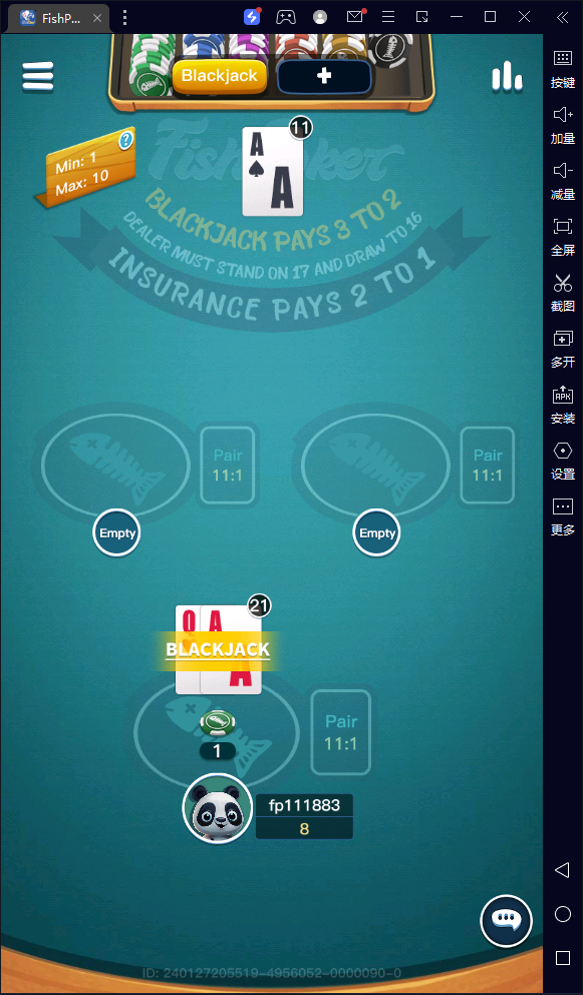 FishP...
Blackjack
+
按键
加量
减量
全屏
截图
多开
APK
安装
设置
更多
Min: 1
Max: 10
?
A
A
11
FishPoker
BLACKJACK PAYS 3 TO 2
DEALER MUST STAND ON 17 AND DRAW TO 16
INSURANCE PAYS 2 TO 1
Pair
11:1
Pair
11:1
Empty
Empty
21
Q
A
BLACKJACK
A
Pair
11:1
1
fp111883
8
ID: 240127205519-4956052-0000090-0